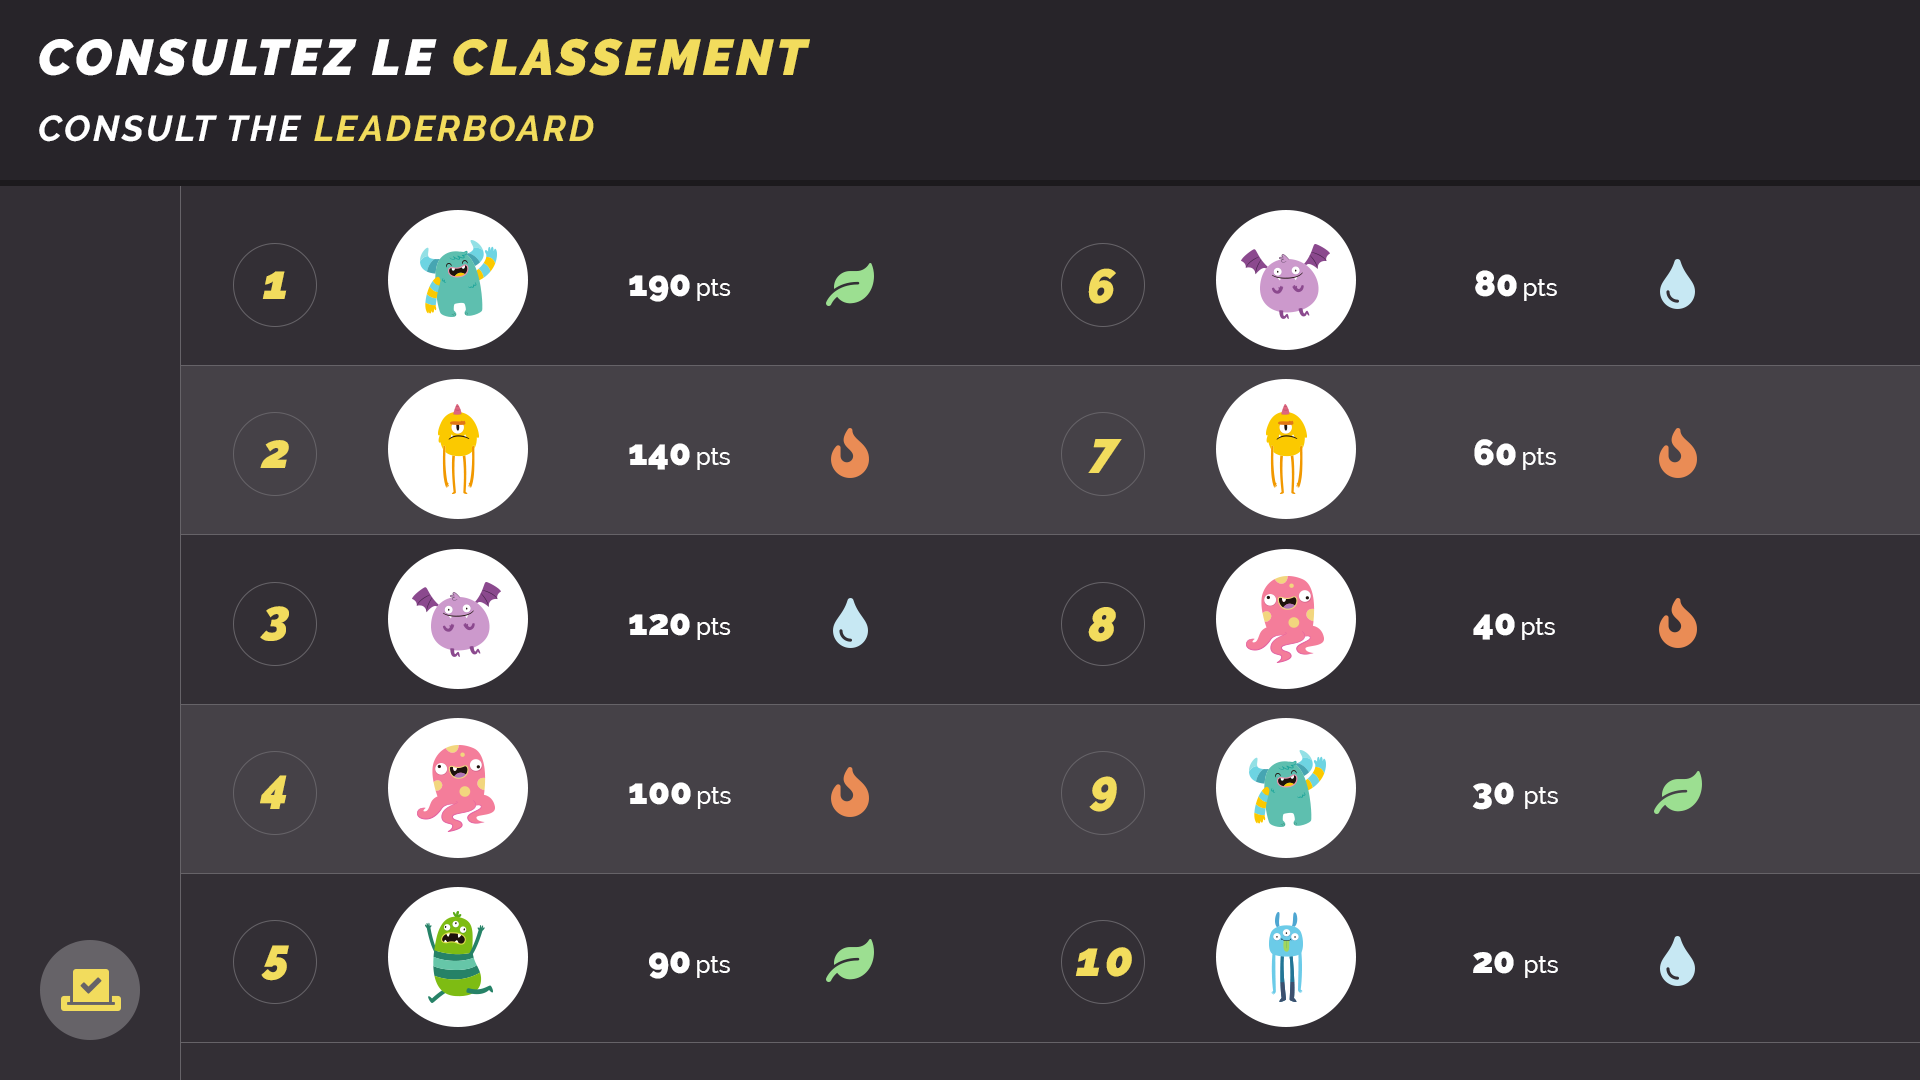 CONSULTEZ LE CLASSEMENT
CONSULT THE LEADERBOARD
1 190 pts
2 140 pts
3 120 pts
4 100 pts
5 90 pts
6 80 pts
7 60 pts
8 40 pts
9 30 pts
10 20 pts